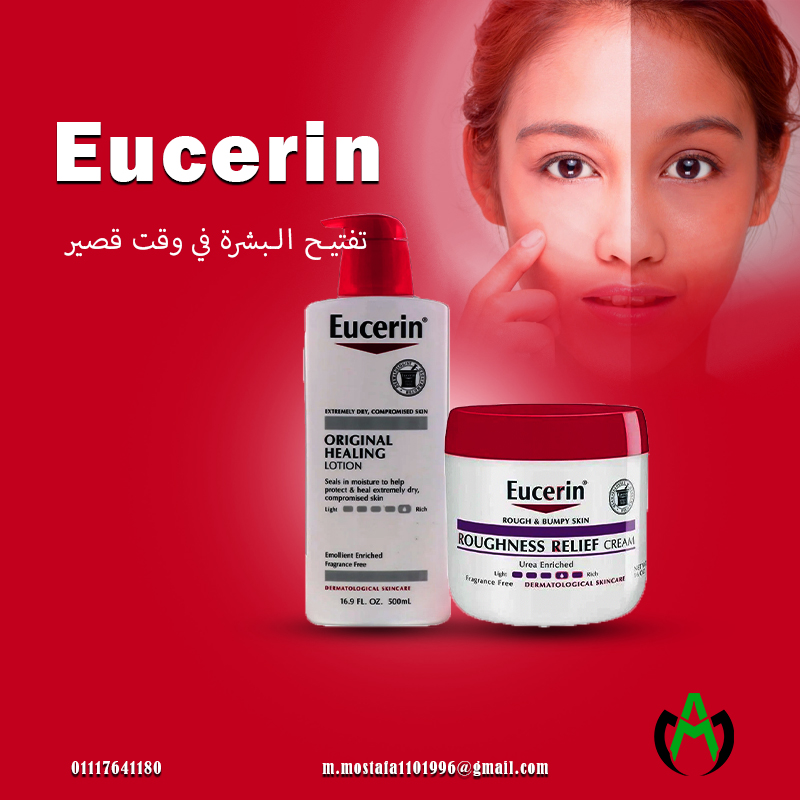 Eucerin
تفتيح البشرة في وقت قصير
Eucerin®
EXTREMELY DRY, COMPROMISED SKIN
ORIGINAL
HEALING
LOTION
Seals in moisture to help
protect & heal extremely dry,
compromised skin
Light Rich
Emollient Enriched
Fragrance Free
DERMATOLOGICAL SKINCARE
16.9 FL. OZ. 500mL
Eucerin®
ROUGH & BUMPY SKIN
ROUGHNESS RELIEF CREAM
Urea Enriched
Light Rich
Fragrance Free DERMATOLOGICAL SKINCARE
01117641180
m.mostafa1101996@gmail.com